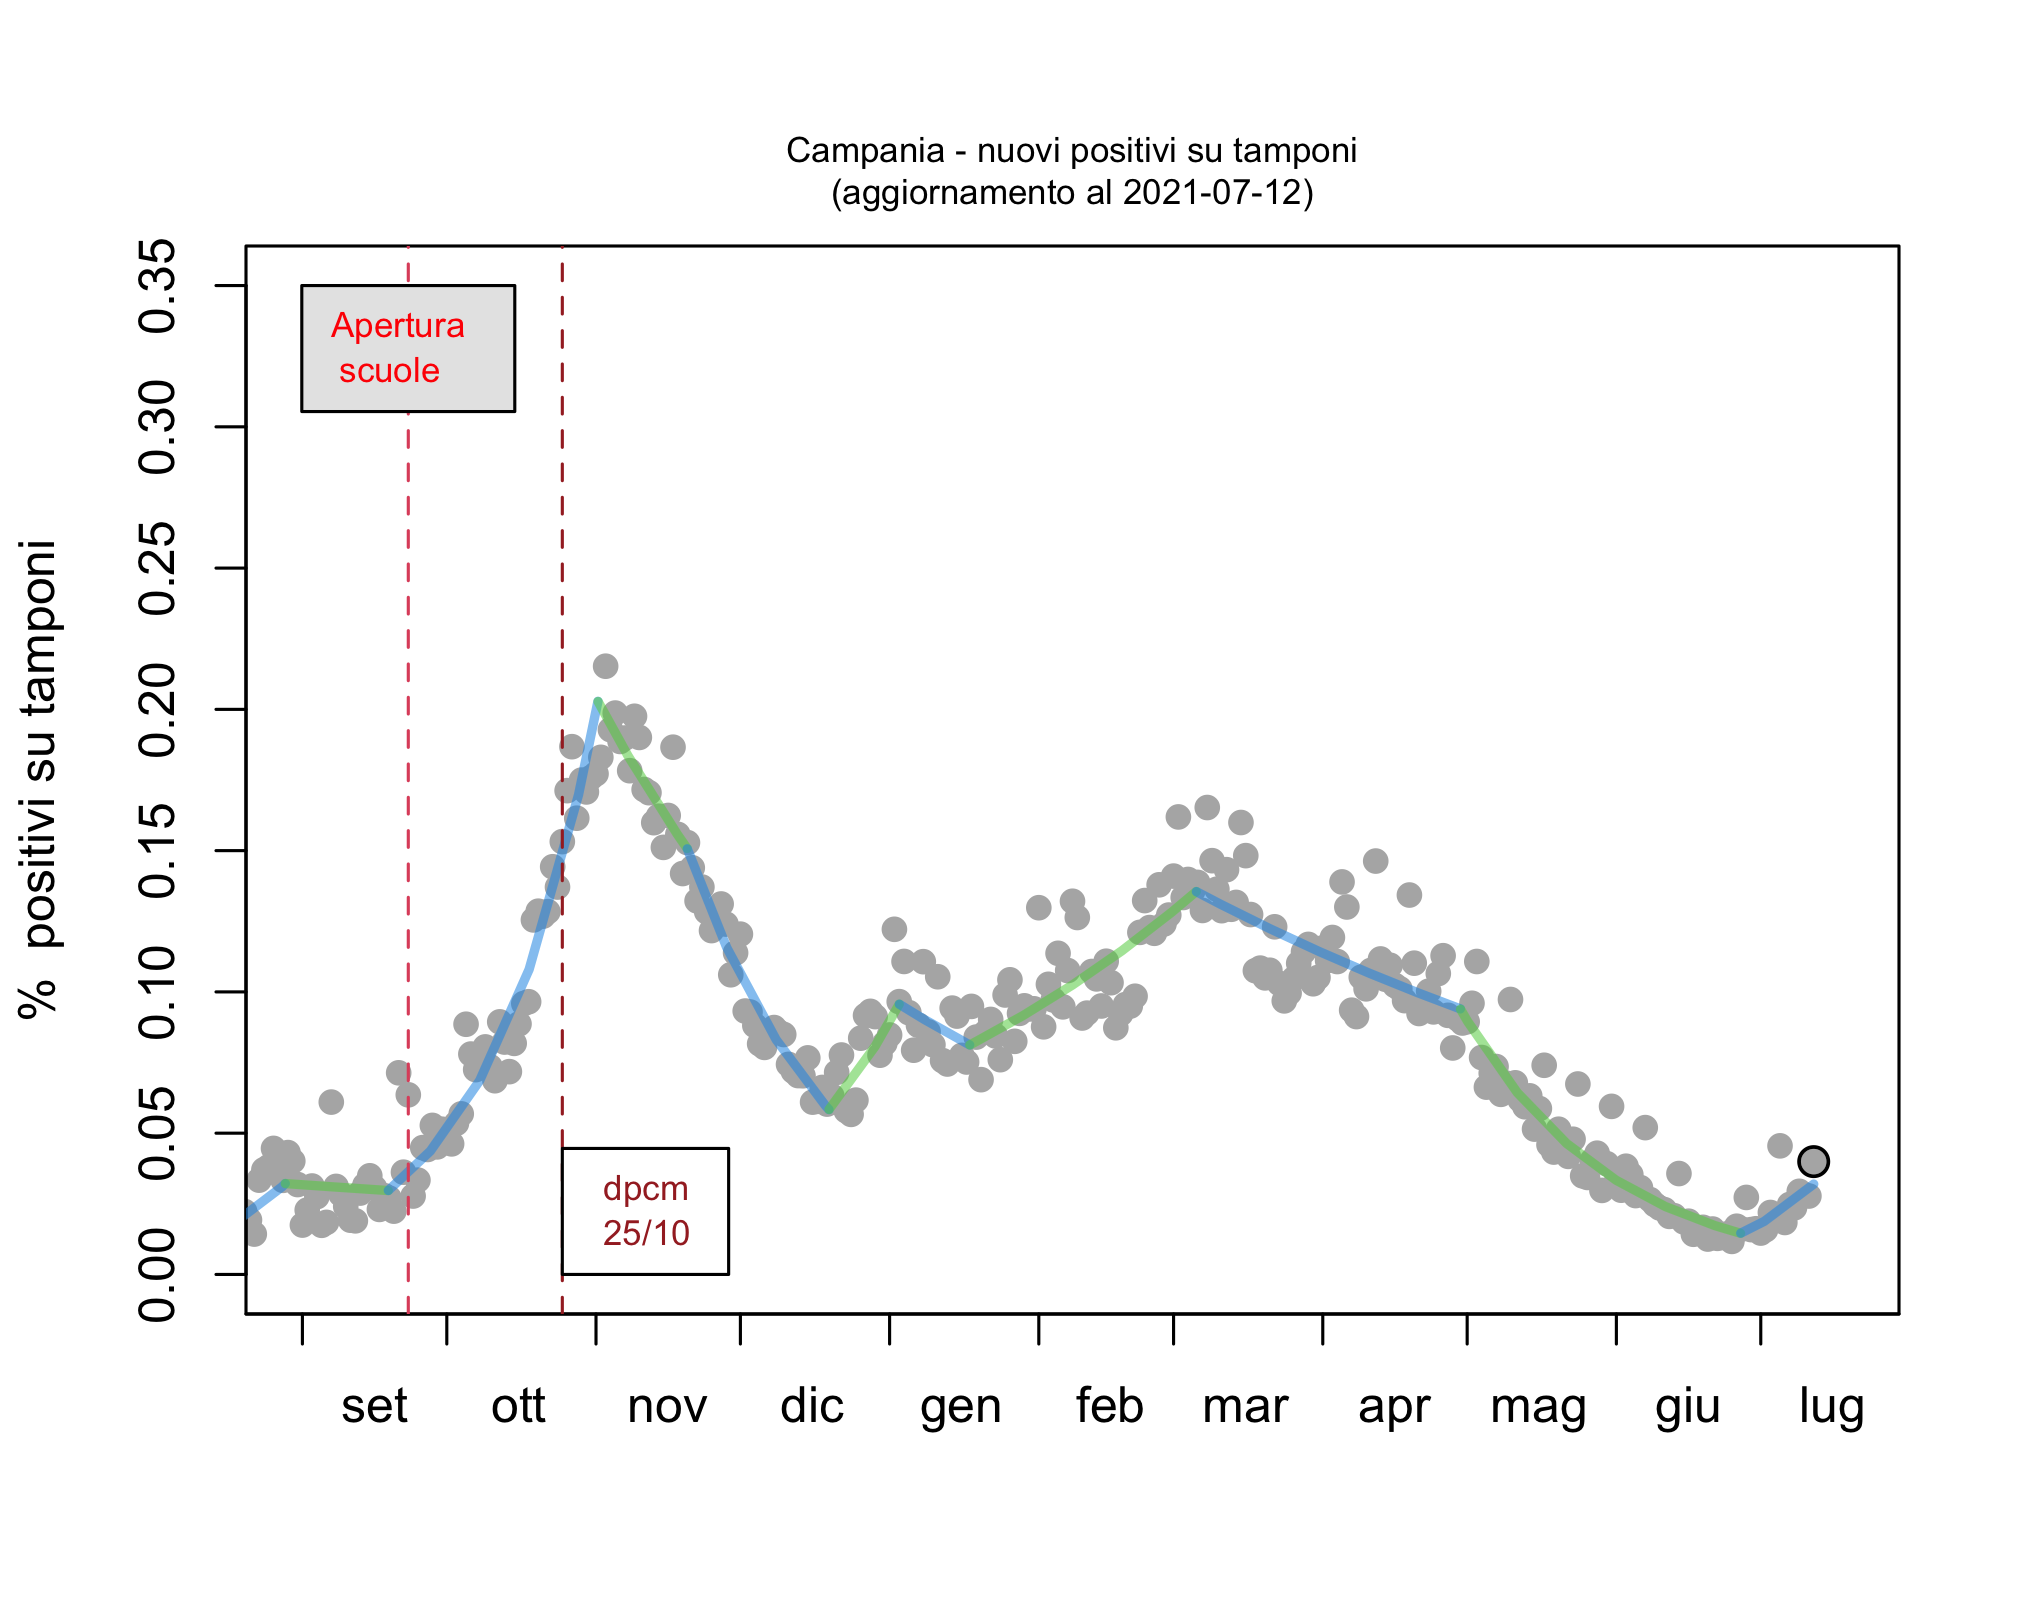 Campania - nuovi positivi su tamponi
(aggiornamento al 2021-07-12)
% positivi su tamponi
0.35
0.30
0.25
0.20
0.15
0.10
0.05
0.00
Apertura
scuole
dpcm
25/10
set ott nov dic gen feb mar apr mag giu lug